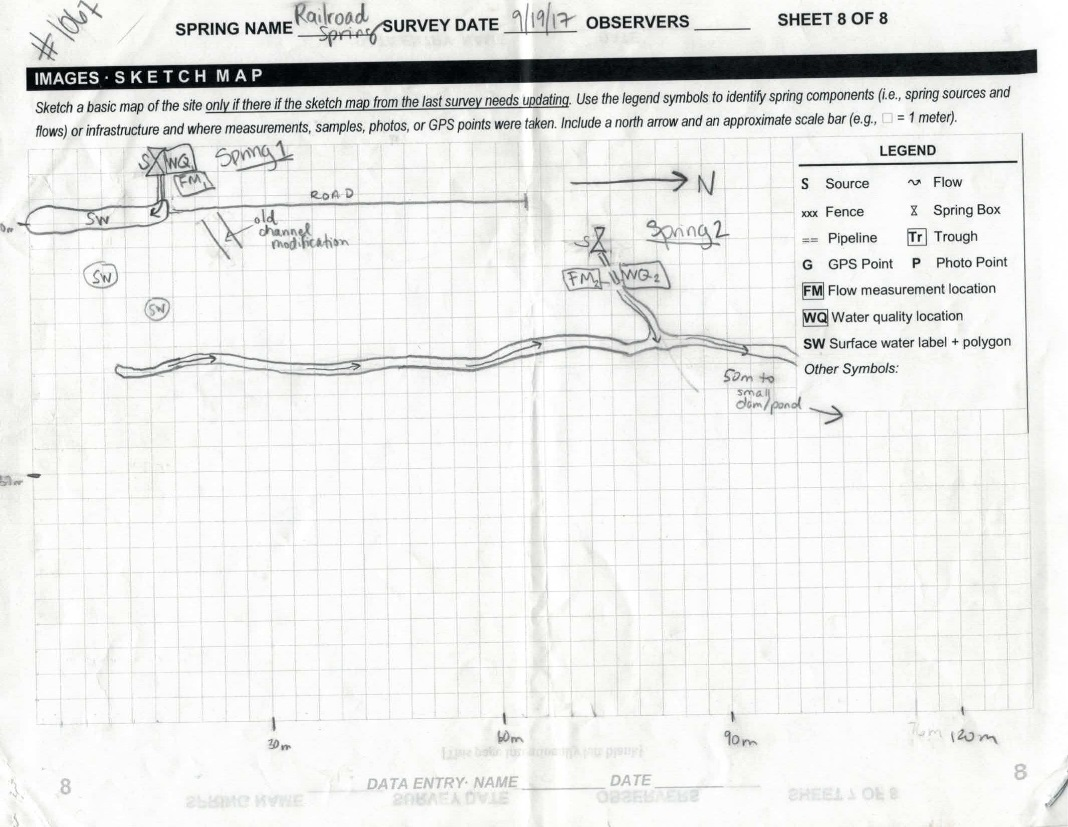 #1067
SPRING NAME Railroad Spring SURVEY DATE 9/19/17 OBSERVERS ______ SHEET 8 OF 8
IMAGES · SKETCH MAP
Sketch a basic map of the site only if there if the sketch map from the last survey needs updating. Use the legend symbols to identify spring components (i.e., spring sources and
flows) or infrastructure and where measurements, samples, photos, or GPS points were taken. Include a north arrow and an approximate scale bar (e.g., □ = 1 meter).
S WQ1 Spring 1
FM1
ROAD
SW
old
channel
modification
SW
SW
N
S Spring 2
FM2 WQ2
50m to
small
dam/pond
LEGEND
S Source
Flow
xxx Fence
Spring Box
== Pipeline
Tr Trough
G GPS Point
P Photo Point
FM Flow measurement location
WQ Water quality location
SW Surface water label + polygon
Other Symbols:
30m
60m
90m
120m
8
DATA ENTRY· NAME ______ DATE ______
8